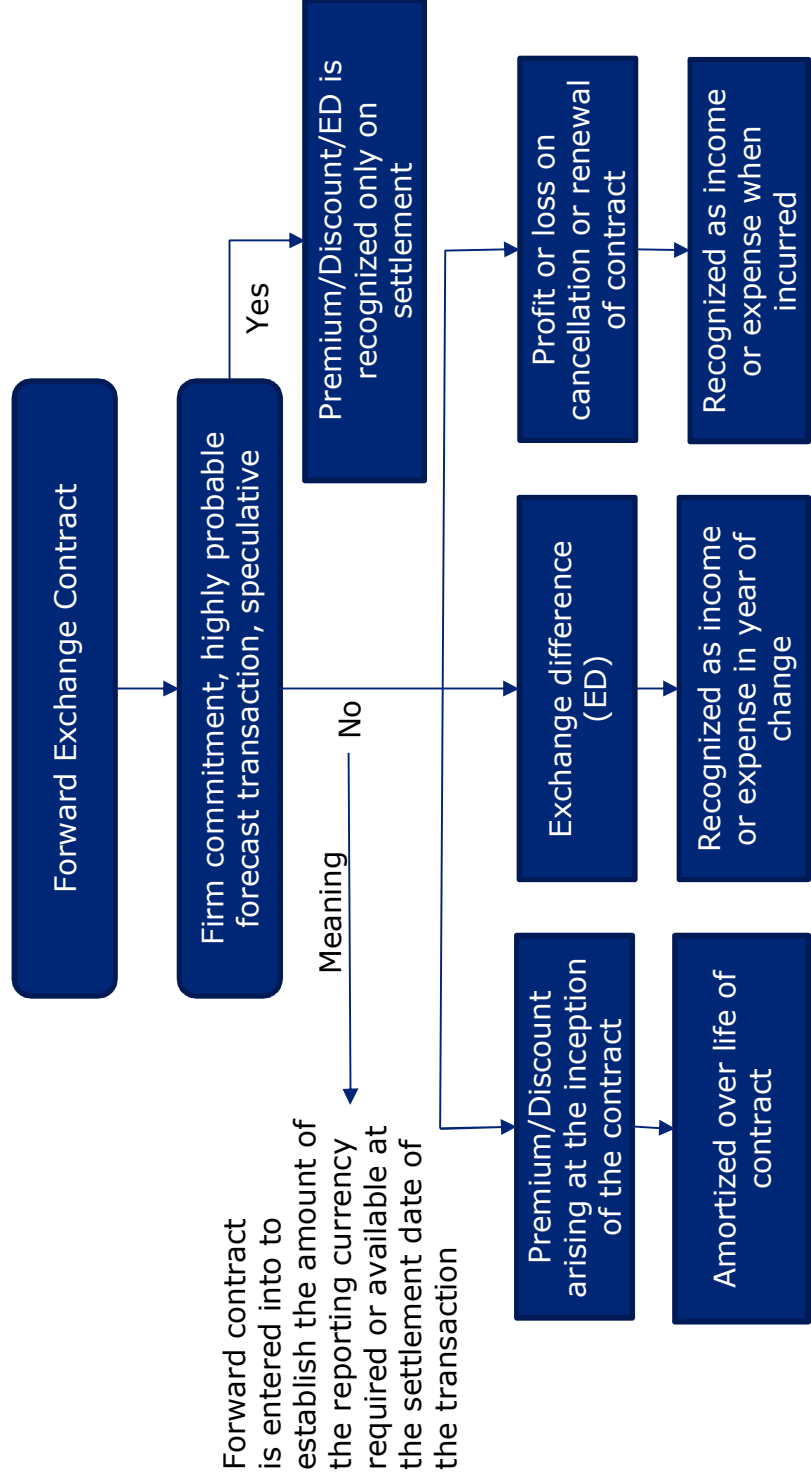 Forward Exchange Contract
Firm commitment, highly probable
forecast transaction, speculative
Yes
Premium/Discount/ED is
recognized only on
settlement
No
Meaning
Forward contract
is entered into to
establish the amount of
the reporting currency
required or available at
the settlement date of
the transaction
Premium/Discount
arising at the inception
of the contract
Exchange difference
(ED)
Profit or loss on
cancellation or renewal
of contract
Amortized over life of
contract
Recognized as income
or expense in year of
change
Recognized as income
or expense when
incurred